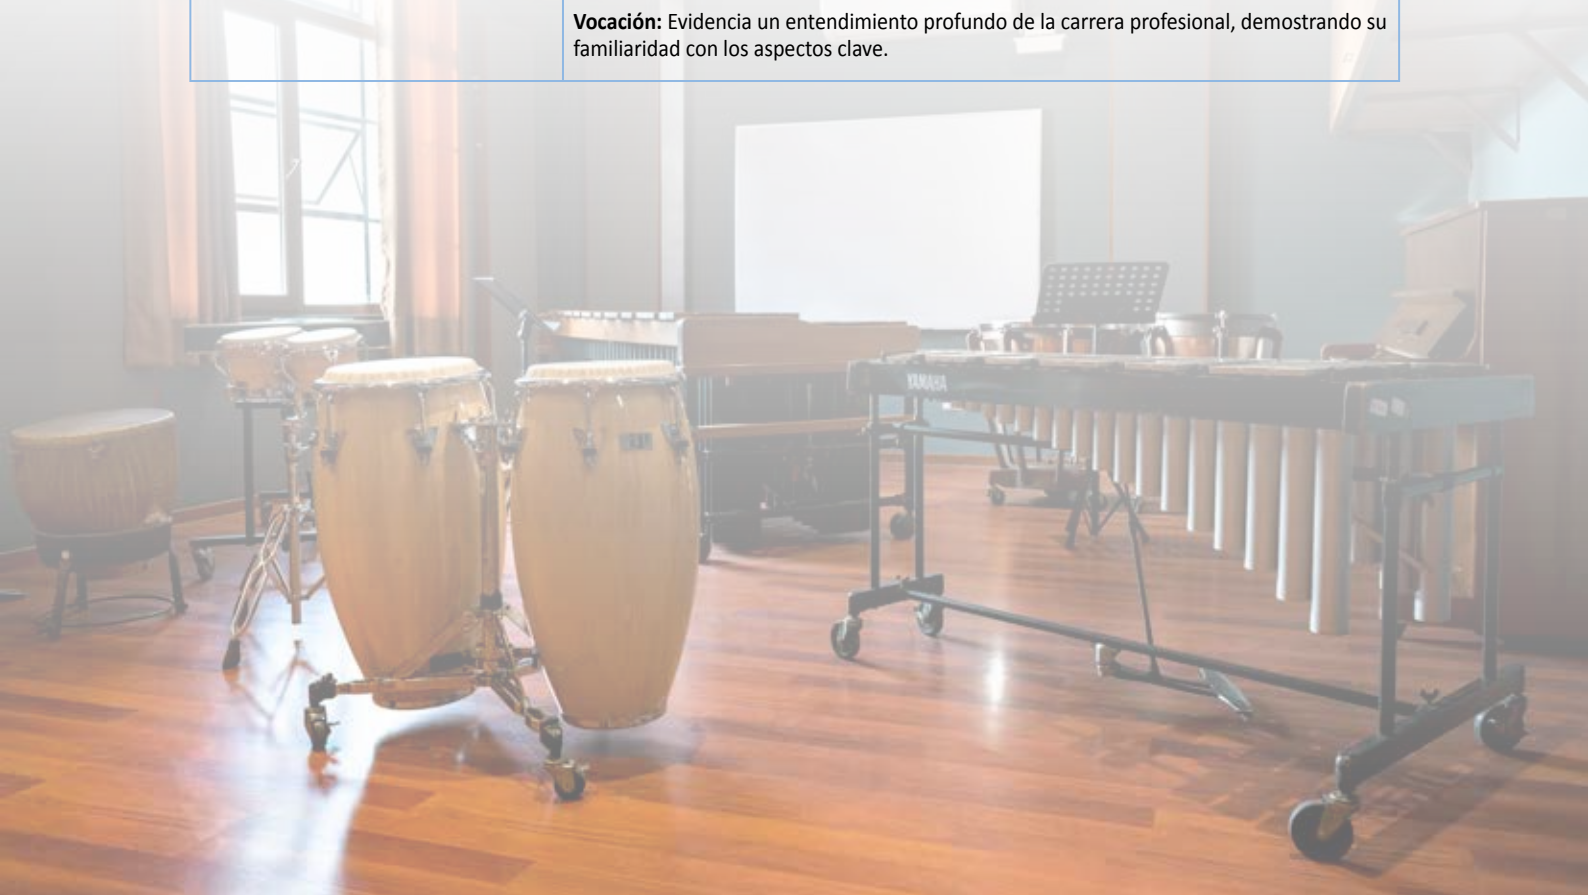 Vocación: Evidencia un entendimiento profundo de la carrera profesional, demostrando su
familiaridad con los aspectos clave.
YAMAHA